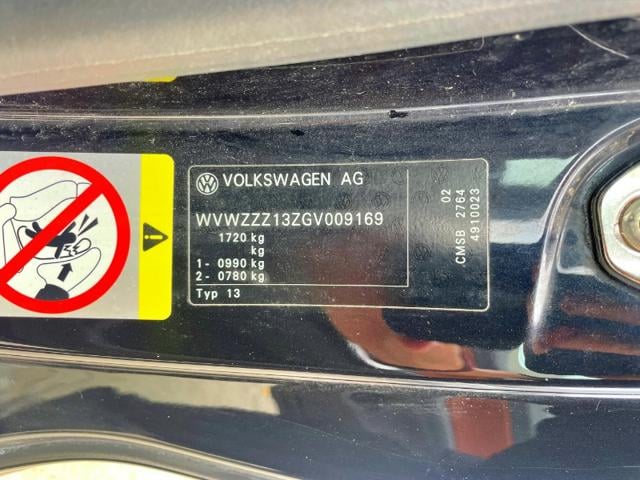 VOLKSWAGEN AG
WVWZZZ13ZGV009169
1720 kg
kg
1- 0990 kg
2- 0780 kg
Typ 13
02
CMSB 2764
4910023